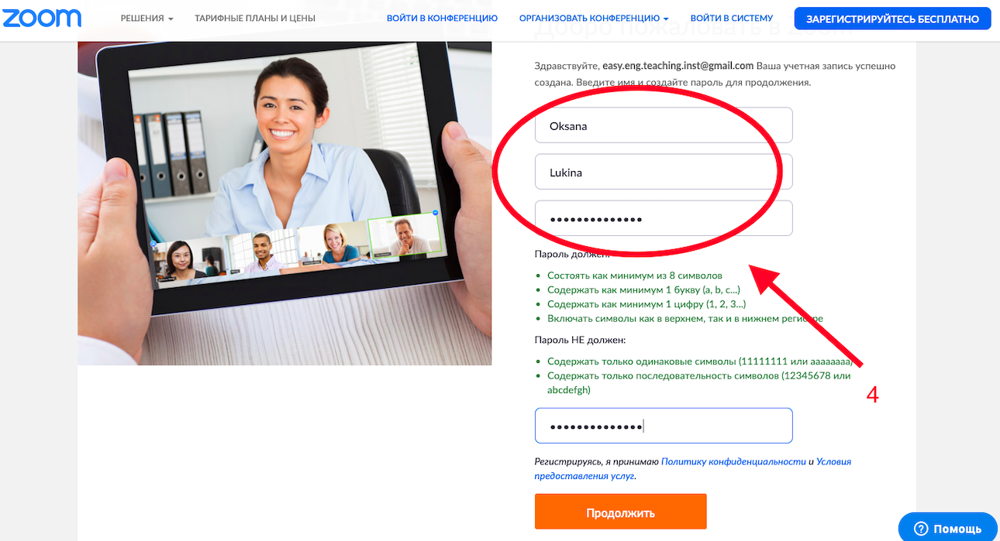 zoom
РЕШЕНИЯ ТАРИФНЫЕ ПЛАНЫ И ЦЕНЫ ВОЙТИ В КОНФЕРЕНЦИЮ ОРГАНИЗОВАТЬ КОНФЕРЕНЦИЮ ВОЙТИ В СИСТЕМУ ЗАРЕГИСТРИРУЙТЕСЬ БЕСПЛАТНО
Добро пожаловать в Zoom
Здравствуйте, easy.eng.teaching.inst@gmail.com Ваша учетная запись успешно
создана. Введите имя и создайте пароль для продолжения.
Oksana
Lukina
••••••••••••••
Пароль должен:
• Состоять как минимум из 8 символов
• Содержать как минимум 1 букву (a, b, c...)
• Содержать как минимум 1 цифру (1, 2, 3...)
• Включать символы как в верхнем, так и в нижнем регистре
Пароль НЕ должен:
• Содержать только одинаковые символы (11111111 или aaaaaaaa)
• Содержать только последовательность символов (12345678 или
abcdefgh)
4
••••••••••••••
Регистрируясь, я принимаю Политику конфиденциальности и Условия
предоставления услуг.
Продолжить
? Помощь